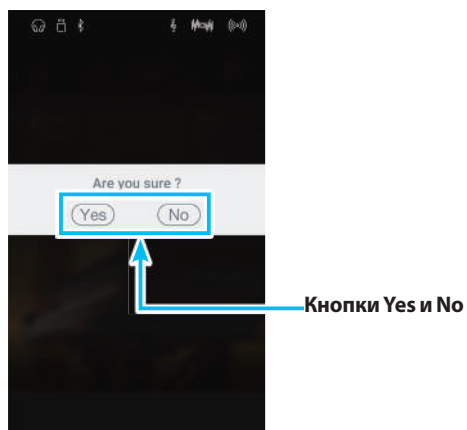 Are you sure ?
Yes No
Кнопки Yes и No